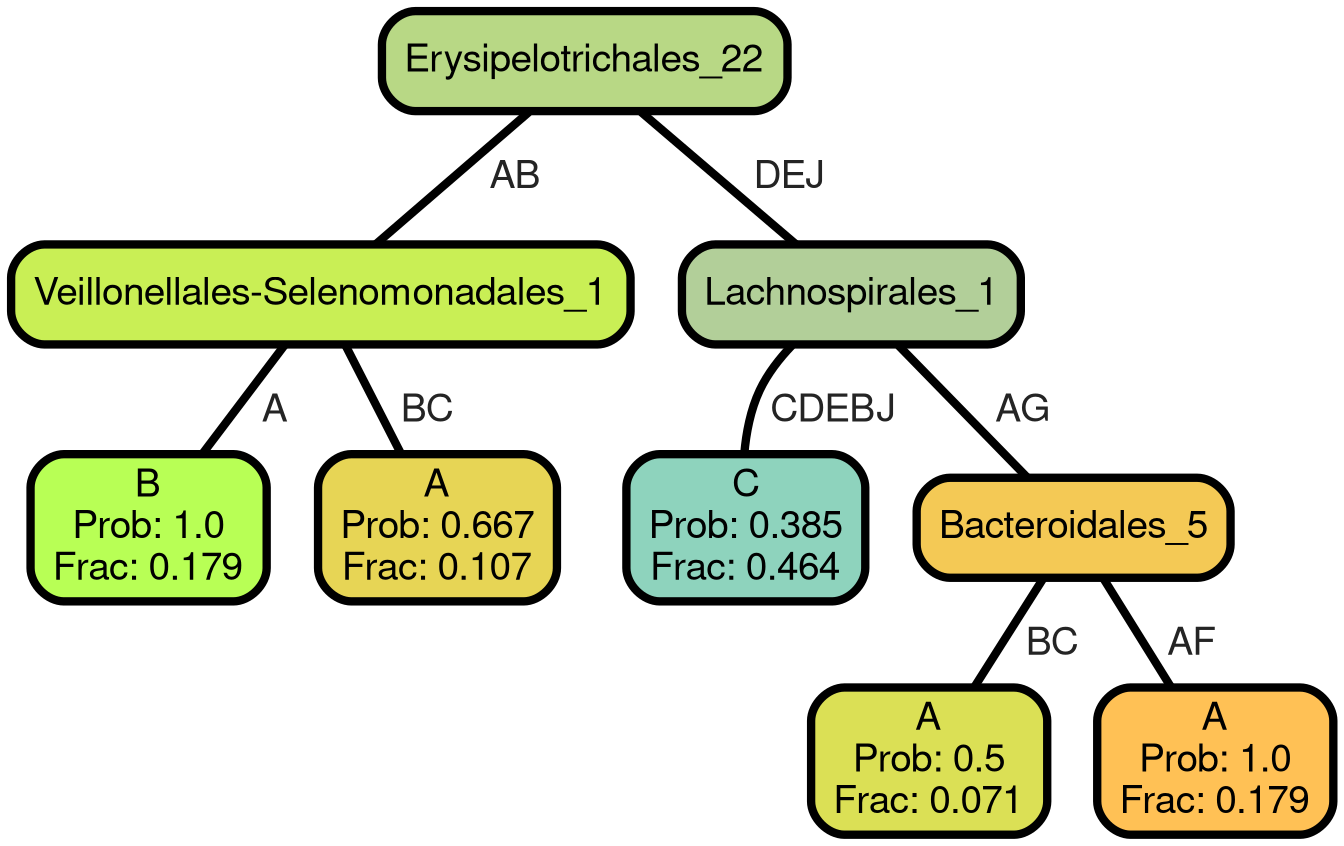 Erysipelotrichales_22
AB
DEJ
Veillonellales-Selenomonadales_1
Lachnospirales_1
A
BC
CDEBJ
AG
B
Prob: 1.0
Frac: 0.179
A
Prob: 0.667
Frac: 0.107
C
Prob: 0.385
Frac: 0.464
Bacteroidales_5
BC
AF
A
Prob: 0.5
Frac: 0.071
A
Prob: 1.0
Frac: 0.179